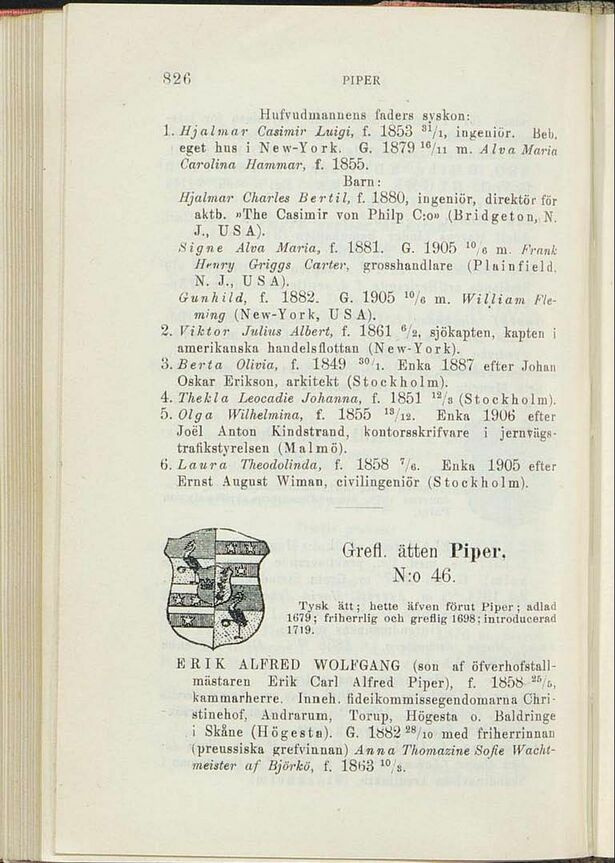 826
PIPER
Hufvudmannens faders syskon:
1. Hjalmar Casimir Luigi, f. 1853 31/1, ingeniör. Beb.
eget hus i New-York. G. 1879 16/11 m. Alva Maria
Carolina Hammar, f. 1855.
Barn:
Hjalmar Charles Bertil, f. 1880, ingeniör, direktör för
aktb. »The Casimir von Philp C:o» (Bridgeton, N.
J., USA).
Signe Alva Maria, f. 1881. G. 1905 10/6 m. Frank
Henry Griggs Carter, grosshandlare (Plainfield,
N. J., USA).
Gunhild, f. 1882. G. 1905 10/6 m. William Fle-
ming (New-York, USA).
2. Viktor Julius Albert, f. 1861 6/2, sjökapten, kapten i
amerikanska handelsflottan (New-York).
3. Berta Olivia, f. 1849 30/1. Enka 1887 efter Johan
Oskar Erikson, arkitekt (Stockholm).
4. Thekla Leocadie Johanna, f. 1851 12/3 (Stockholm).
5. Olga Wilhelmina, f. 1855 13/12. Enka 1906 efter
Joël Anton Kindstrand, kontorsskrifvare i jernvägs-
trafikstyrelsen (Malmö).
6. Laura Theodolinda, f. 1858 7/6. Enka 1905 efter
Ernst August Wiman, civilingeniör (Stockholm).
Grefl. ätten Piper,
N:o 46.
Tysk ätt; hette äfven förut Piper; adlad
1679; friherrlig och greflig 1698; introducerad
1719.
ERIK ALFRED WOLFGANG (son af öfverhofstall-
mästaren Erik Carl Alfred Piper), f. 1858 25/5,
kammarherre. Inneh. fideikommissegendomarna Chri-
stinehof, Andrarum, Torup, Högesta o. Baldringe
i Skåne (Högesta). G. 1882 28/10 med friherrinnan
(preussiska grefvinnan) Anna Thomazine Sofie Wacht-
meister af Björkö, f. 1863 10/8.